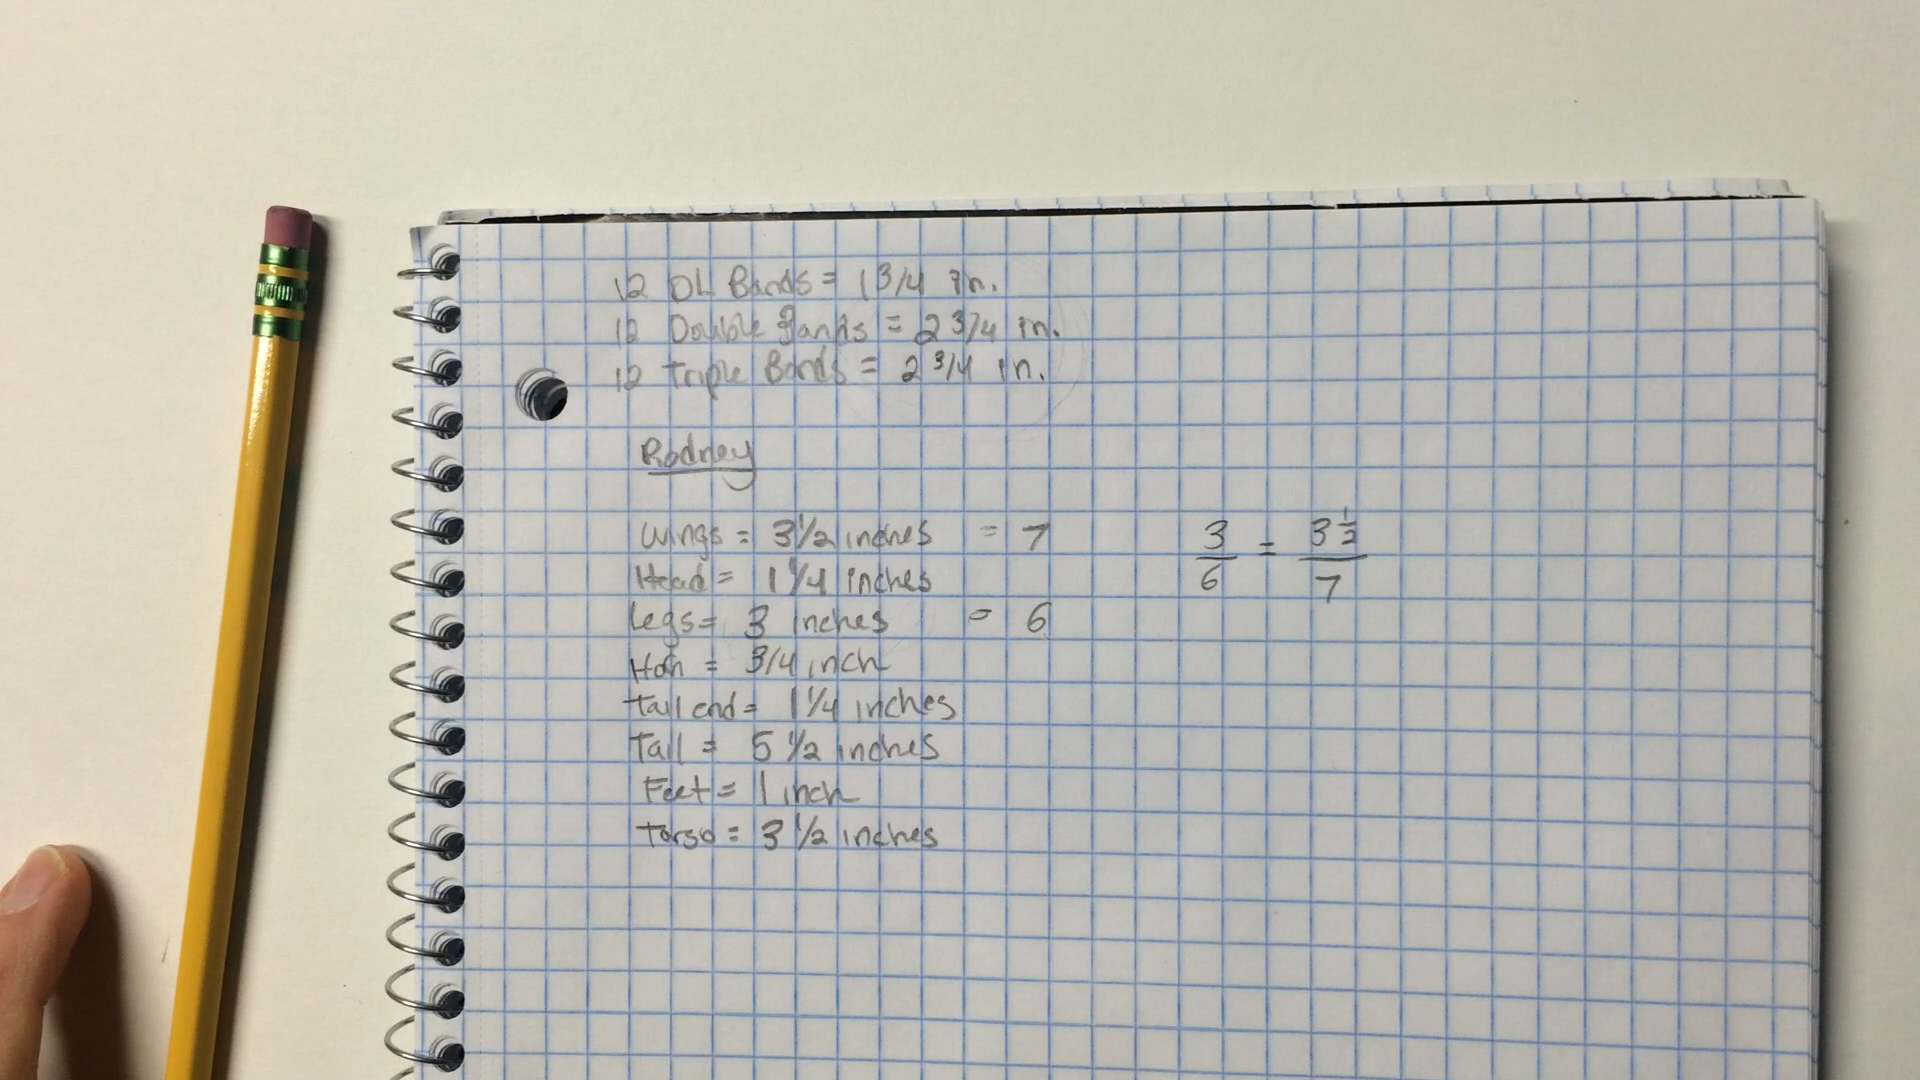 12 DL Bands = 1 3/4 in.
12 Double Bands = 2 3/4 in.
12 Triple Bands = 2 3/4 in.
Rodney
Wings = 3 1/2 inches = 7
Head = 1 1/4 inches
Legs = 3 inches = 6
= 3/4 inch
Tail end = 1 1/4 inches
Tail = 5 1/2 inches
Feet = 1 inch
Torso = 3 1/2 inches
3/6 = 3 1/2/7